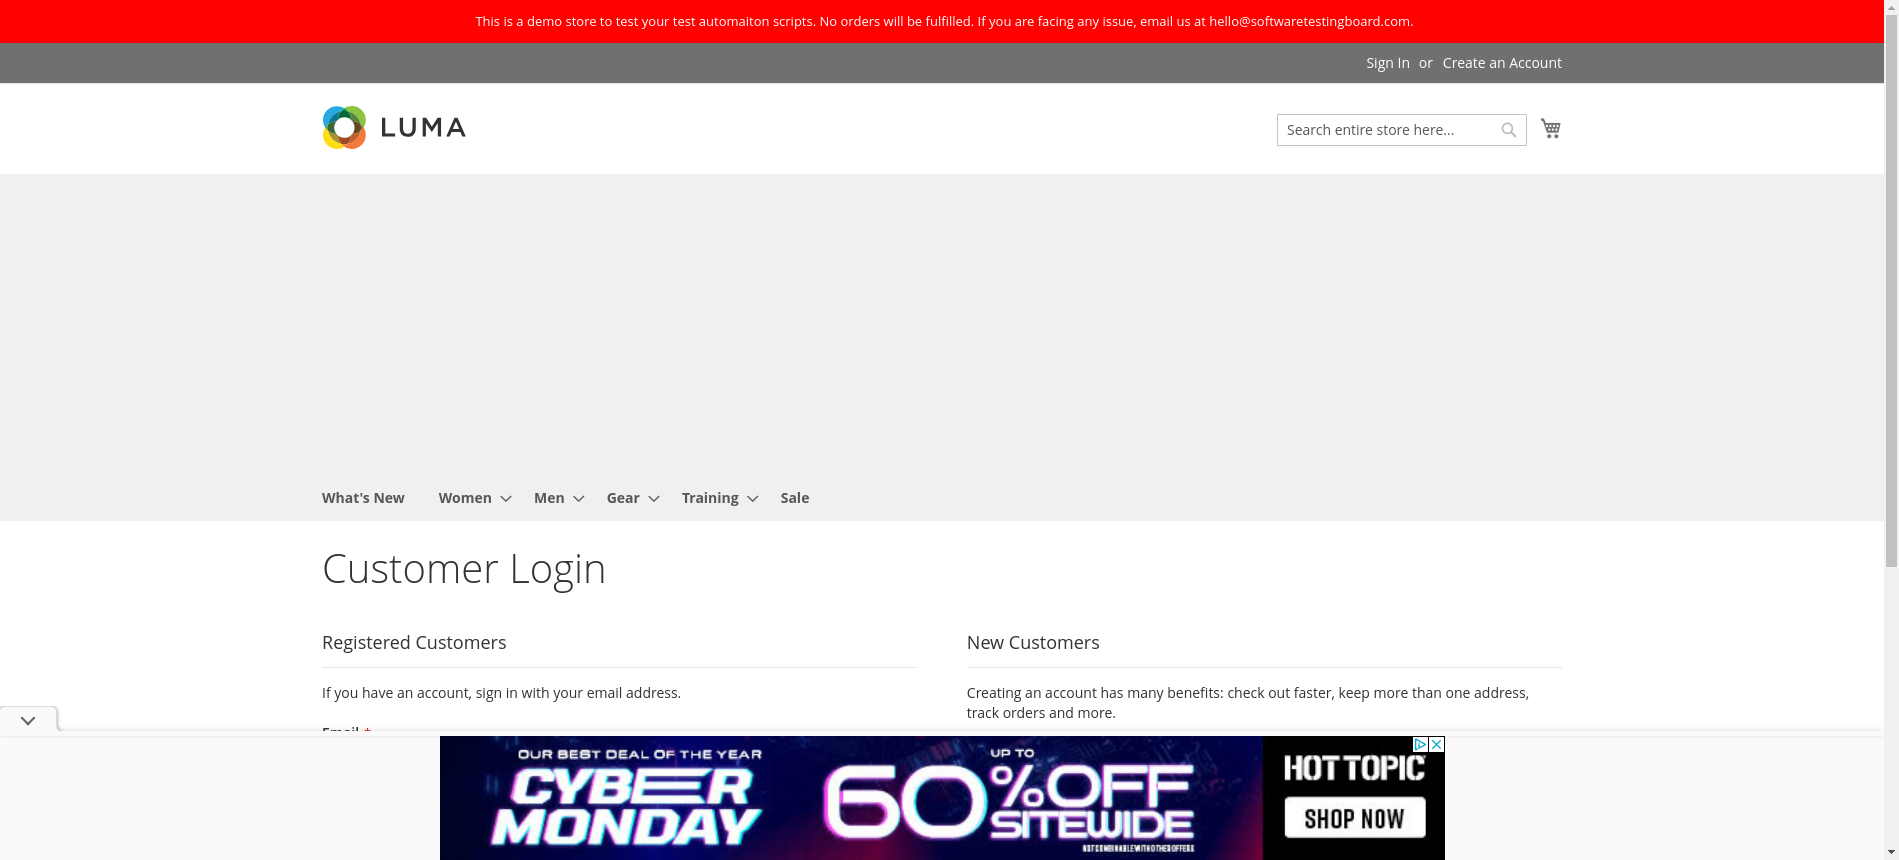 This is a demo store to test your test automaiton scripts. No orders will be fulfilled. If you are facing any issue, email us at hello@softwaretestingboard.com.
Sign In or Create an Account
LUMA
Search entire store here...
What's New Women Men Gear Training Sale
Customer Login
Registered Customers
If you have an account, sign in with your email address.
Email *
New Customers
Creating an account has many benefits: check out faster, keep more than one address,
track orders and more.
OUR BEST DEAL OF THE YEAR
CYBER
MONDAY
UP TO
60% OFF
SITEWIDE
NOT COMBINABLE WITH OTHER OFFERS
HOT TOPIC
SHOP NOW